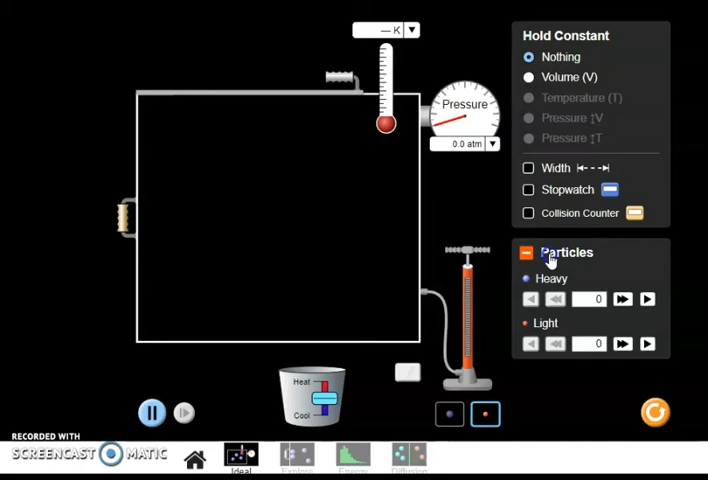 — K
Hold Constant
Nothing
Volume (V)
Temperature (T)
Pressure ↕V
Pressure ↕T
Pressure
0.0 atm
Width
Stopwatch
Collision Counter
Particles
Heavy
0
Light
0
Heat
Cool
RECORDED WITH
SCREENCAST MATIC
Ideal
Explore
Energy
Diffusion